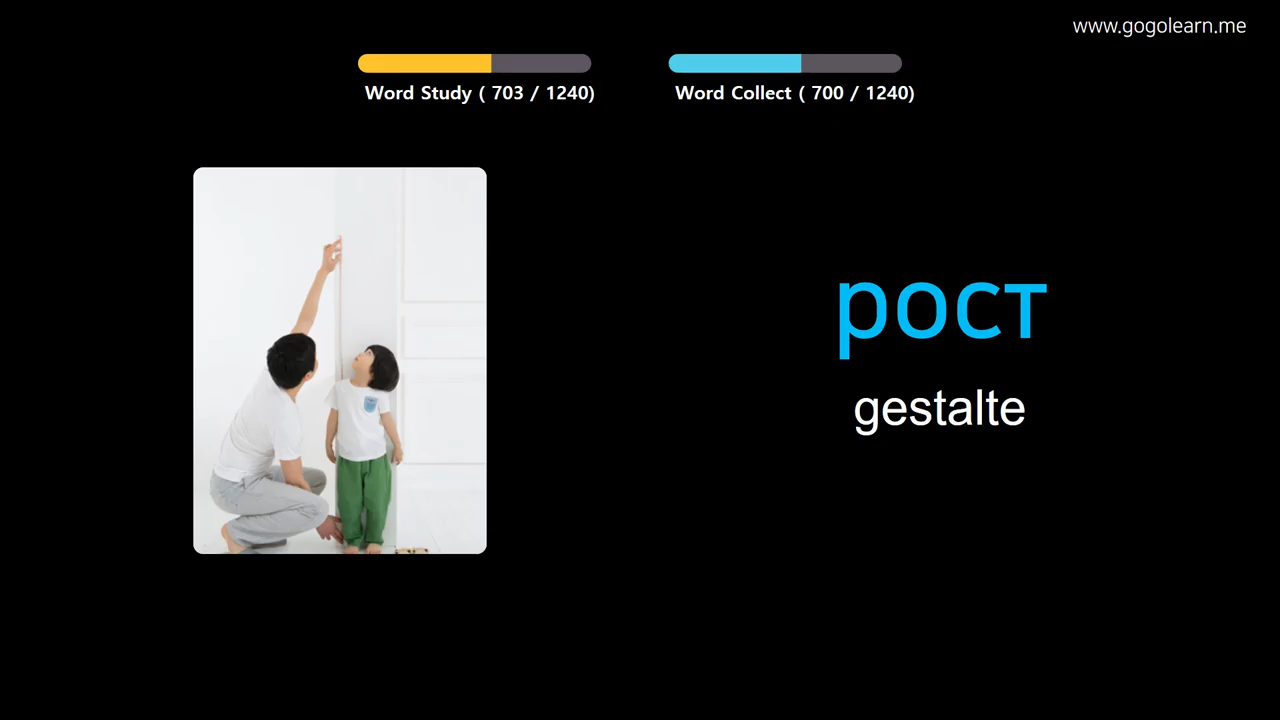 www.gogolearn.me
Word Study ( 703 / 1240)
Word Collect ( 700 / 1240)
рост
gestalte